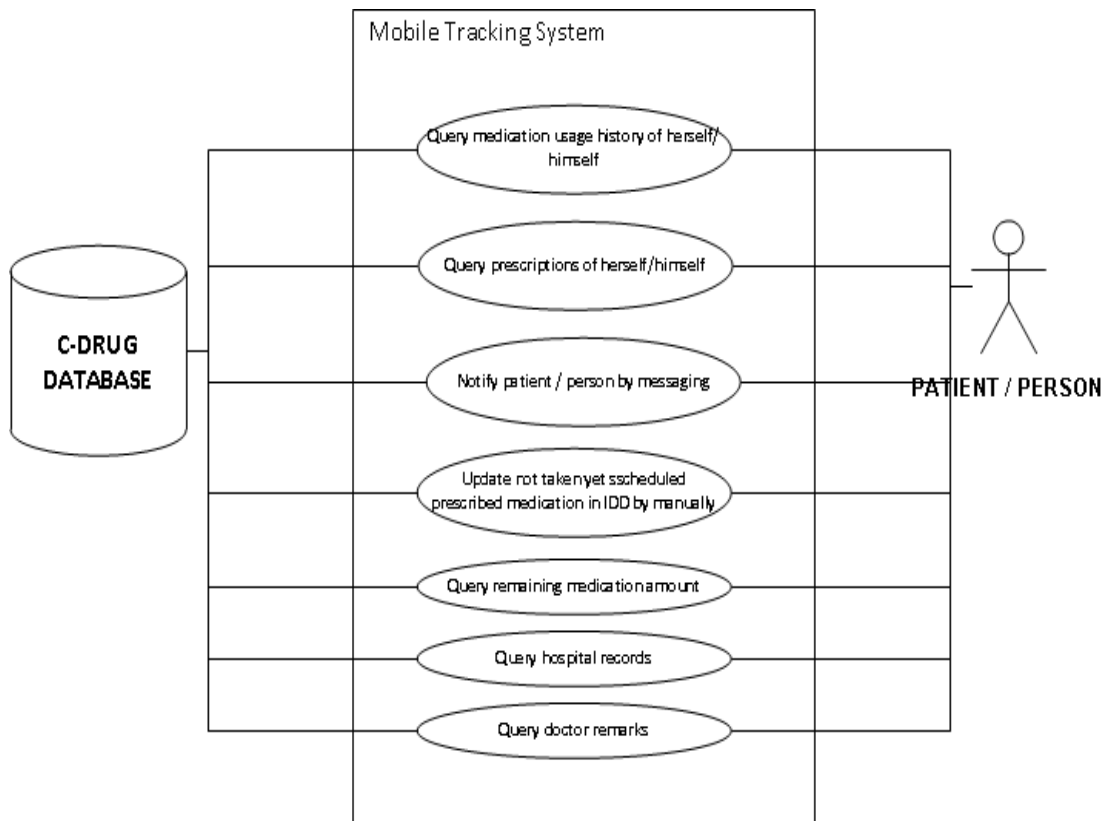 Mobile Tracking System
Query medication usage history of herself/
himself
Query prescriptions of herself/himself
C-DRUG
DATABASE
Notify patient / person by messaging
PATIENT / PERSON
Update not taken yet sscheduled
prescribed medication in IDD by manually
Query remaining medication amount
Query hospital records
Query doctor remarks